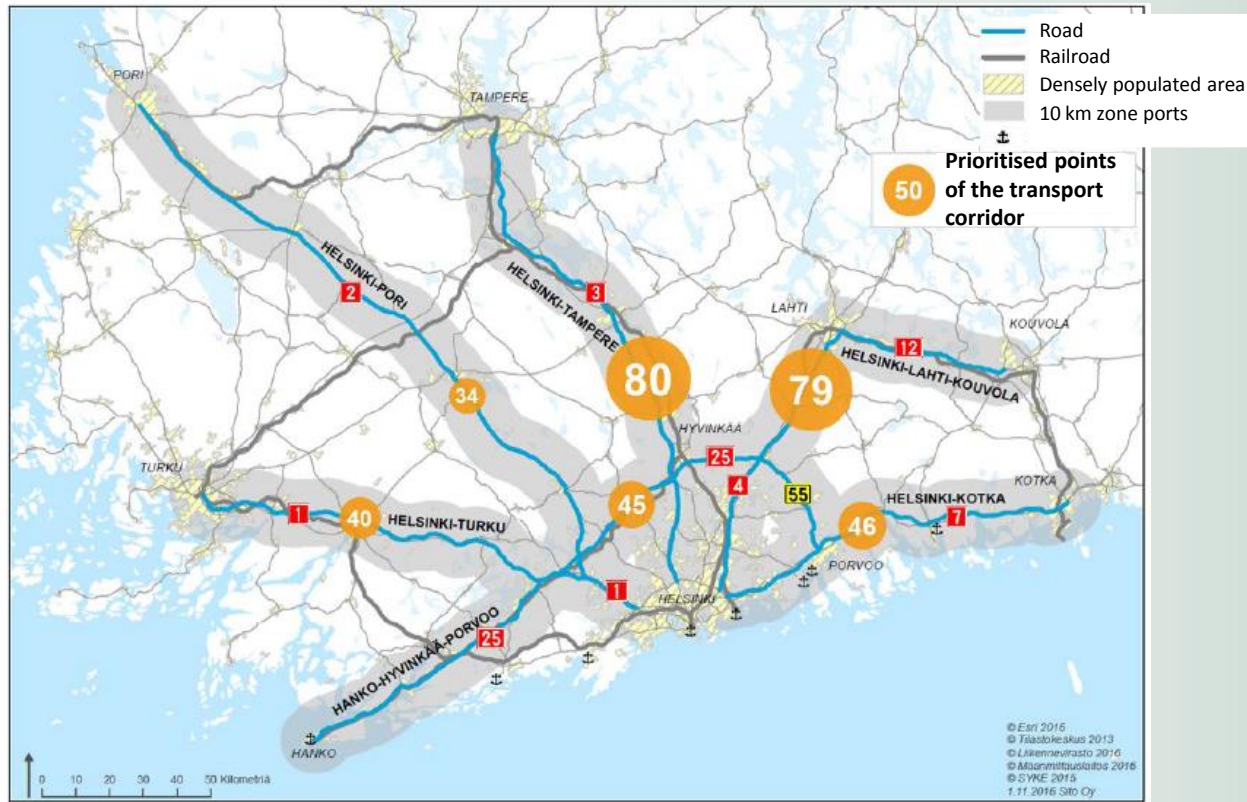 Road
Railroad
Densely populated area
10 km zone ports
50
Prioritised points
of the transport
corridor
PORI
TAMPERE
HELSINKI-PORI
2
HELSINKI-TAMPERE
3
LAHTI
KOUVOLA
12
HELSINKI-LAHTI-KOUVOLA
80
79
34
HYVINKÄÄ
25
4
55
TURKU
1
40
HELSINKI-TURKU
45
46
HELSINKI-KOTKA
7
KOTKA
PORVOO
1
HELSINKI
HANKO-HYVINKÄÄ-PORVOO
25
HANKO
0 10 20 30 40 50 Kilometriä
© Esri 2016
© Tilastokeskus 2013
© Liikennevirasto 2016
© Maanmittauslaitos 2016
© SYKE 2015
1.11.2016 Sito Oy